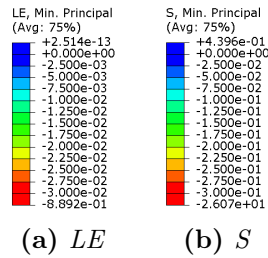 LE, Min. Principal
(Avg: 75%)
+2.514e-13
+0.000e+00
-2.500e-03
-5.000e-03
-7.500e-03
-1.000e-02
-1.250e-02
-1.500e-02
-1.750e-02
-2.000e-02
-2.250e-02
-2.500e-02
-2.750e-02
-3.000e-02
-8.892e-01
(a) LE
S, Min. Principal
(Avg: 75%)
+4.396e-01
+0.000e+00
-2.500e-02
-5.000e-02
-7.500e-02
-1.000e-01
-1.250e-01
-1.500e-01
-1.750e-01
-2.000e-01
-2.250e-01
-2.500e-01
-2.750e-01
-3.000e-01
-2.607e+01
(b) S